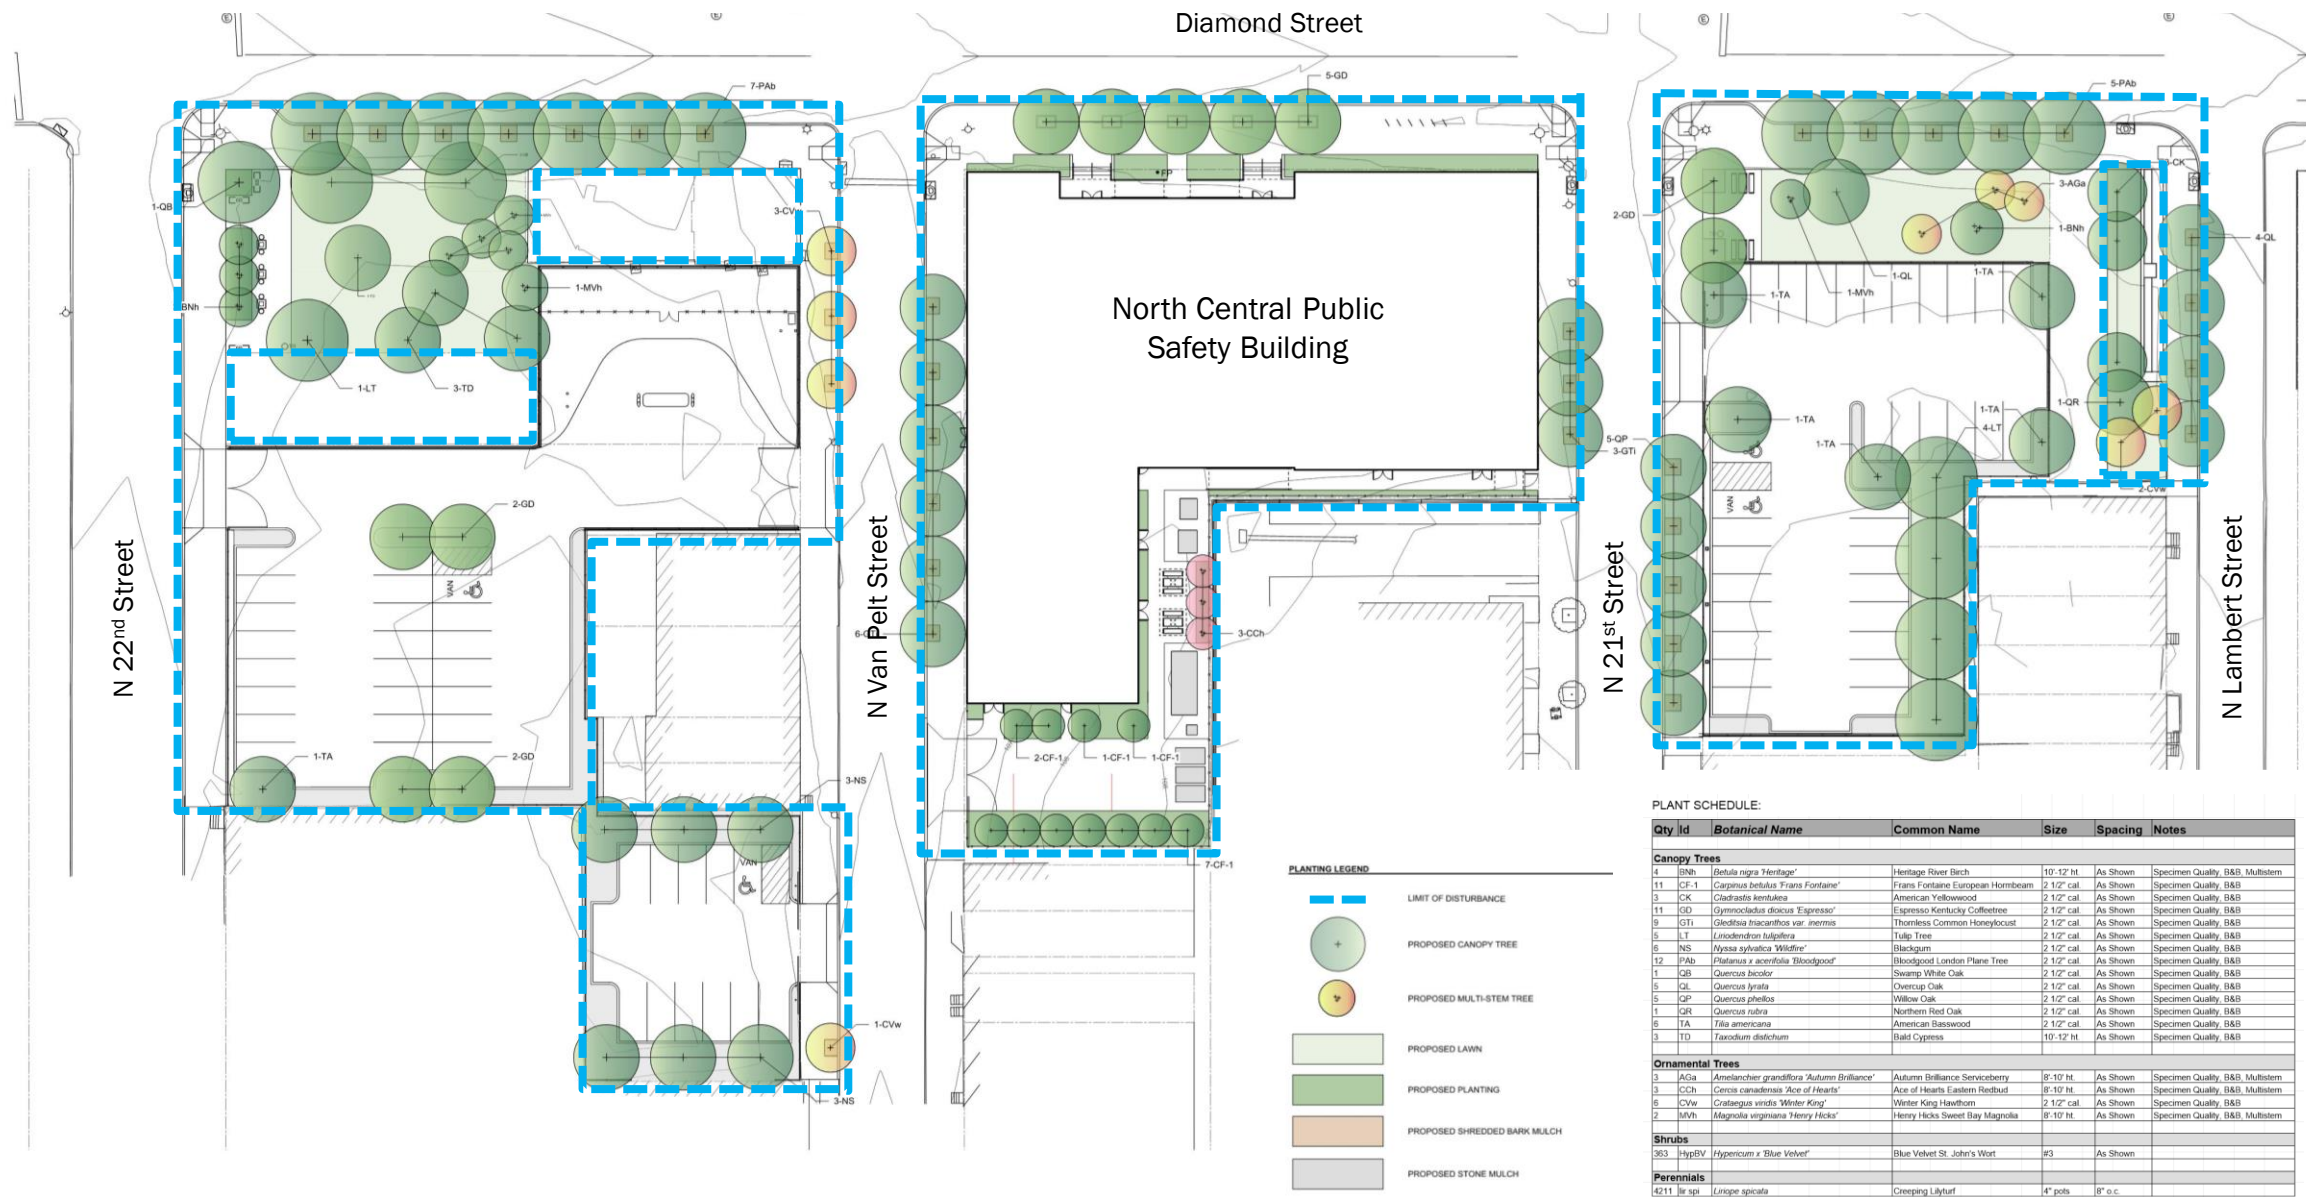 Diamond Street
7-PAb
5-GD
5-PAb
1-QB
3-CV
BNh
1-MVh
1-LT
3-TD
2-GD
VAN
1-TA
2-GD
3-NS
VAN
1-CVw
3-NS
N 22nd Street
N Van Pelt Street
FP
North Central Public
Safety Building
3-GTi
3-CCh
2-CF-1
1-CF-1
1-CF-1
7-CF-1
N 21st Street
2-GD
3-AGa
1-BNh
1-QL
1-MVh
1-TA
1-TA
4-QL
1-QR
1-TA
1-TA
1-TA
4-LT
5-QP
2-CVw
VAN
N Lambert Street
PLANTING LEGEND
LIMIT OF DISTURBANCE
PROPOSED CANOPY TREE
PROPOSED MULTI-STEM TREE
PROPOSED LAWN
PROPOSED PLANTING
PROPOSED SHREDDED BARK MULCH
PROPOSED STONE MULCH
PLANT SCHEDULE:
Qty Id Botanical Name Common Name Size Spacing Notes
Canopy Trees
4 BNh Betula nigra 'Heritage' Heritage River Birch 10'-12' ht. As Shown Specimen Quality, B&B, Multistem
11 CF-1 Carpinus betulus 'Frans Fontaine' Frans Fontaine European Hornbeam 2 1/2" cal. As Shown Specimen Quality, B&B
3 CK Cladrastis kentukea American Yellowwood 2 1/2" cal. As Shown Specimen Quality, B&B
11 GD Gymnocladus dioicus 'Espresso' Espresso Kentucky Coffeetree 2 1/2" cal. As Shown Specimen Quality, B&B
9 GTi Gleditsia triacanthos var. inermis Thornless Common Honeylocust 2 1/2" cal. As Shown Specimen Quality, B&B
5 LT Liriodendron tulipifera Tulip Tree 2 1/2" cal. As Shown Specimen Quality, B&B
6 NS Nyssa sylvatica 'Wildfire' Blackgum 2 1/2" cal. As Shown Specimen Quality, B&B
12 PAb Platanus x acerifolia 'Bloodgood' Bloodgood London Plane Tree 2 1/2" cal. As Shown Specimen Quality, B&B
1 QB Quercus bicolor Swamp White Oak 2 1/2" cal. As Shown Specimen Quality, B&B
5 QL Quercus lyrata Overcup Oak 2 1/2" cal. As Shown Specimen Quality, B&B
5 QP Quercus phellos Willow Oak 2 1/2" cal. As Shown Specimen Quality, B&B
1 QR Quercus rubra Northern Red Oak 2 1/2" cal. As Shown Specimen Quality, B&B
6 TA Tilia americana American Basswood 2 1/2" cal. As Shown Specimen Quality, B&B
3 TD Taxodium distichum Bald Cypress 10'-12' ht. As Shown Specimen Quality, B&B
Ornamental Trees
3 AGa Amelanchier grandiflora 'Autumn Brilliance' Autumn Brilliance Serviceberry 8'-10' ht. As Shown Specimen Quality, B&B, Multistem
3 CCh Cercis canadensis 'Ace of Hearts' Ace of Hearts Eastern Redbud 8'-10' ht. As Shown Specimen Quality, B&B, Multistem
6 CVw Crataegus viridis 'Winter King' Winter King Hawthorn 2 1/2" cal. As Shown Specimen Quality, B&B
2 MVh Magnolia virginiana 'Henry Hicks' Henry Hicks Sweet Bay Magnolia 8'-10' ht. As Shown Specimen Quality, B&B, Multistem
Shrubs
363 HypBV Hypericum x 'Blue Velvet' Blue Velvet St. John's Wort #3 As Shown
Perennials
4211 lir spi Liriope spicata Creeping Lilyturf 4" pots 8" o.c.